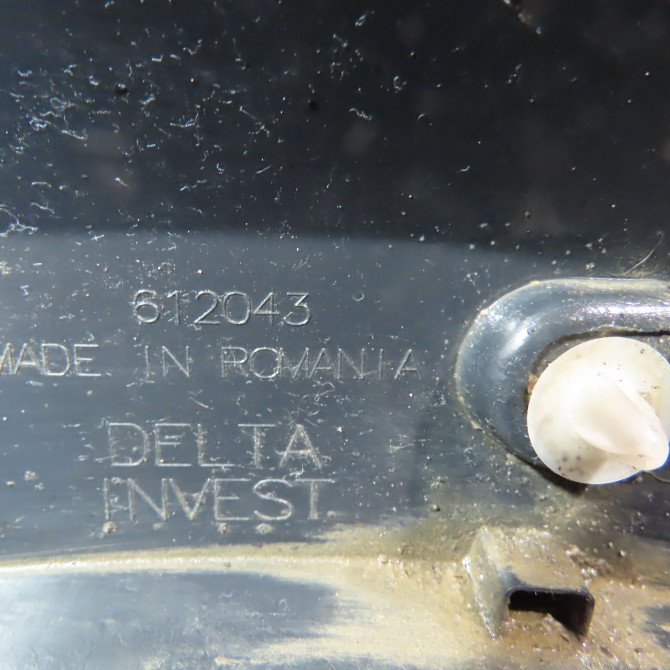 612043
MADE IN ROMANIA
DELTA
INVEST